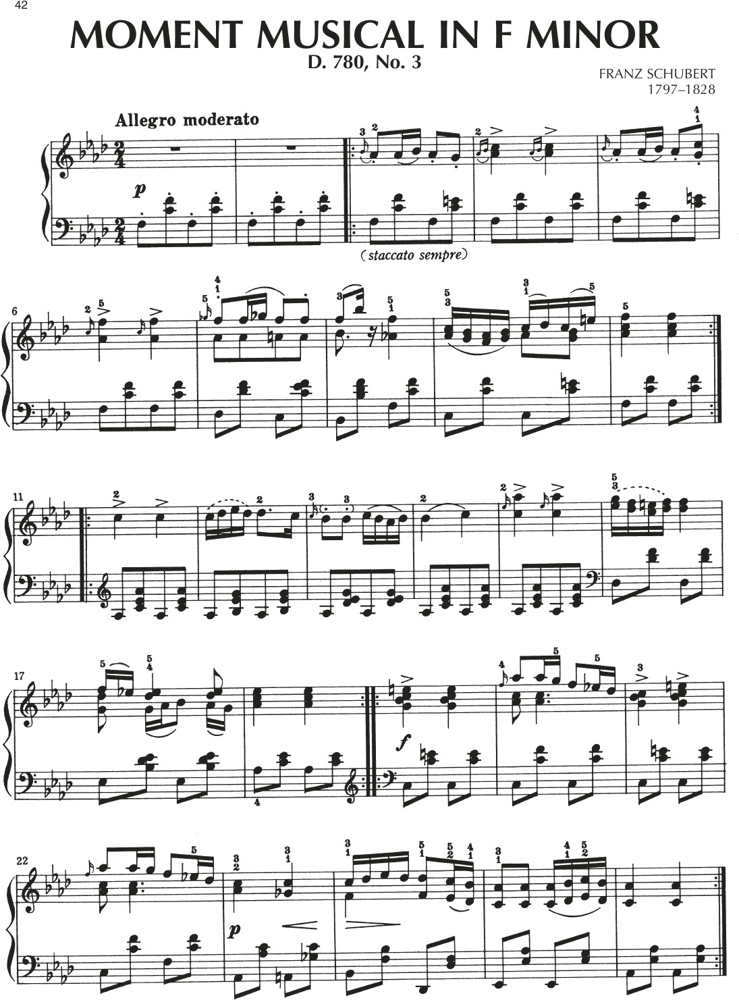 42
MOMENT MUSICAL IN F MINOR
D. 780, No. 3
FRANZ SCHUBERT
1797–1828
Allegro moderato
p
(staccato sempre)
6
11
17
f
22
p